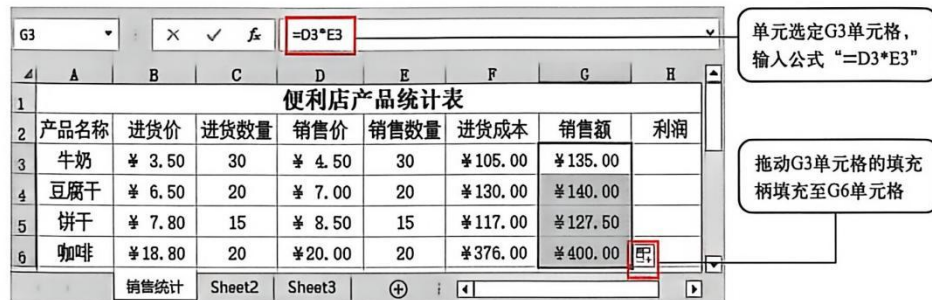 G3 =D3*E3
单元选定G3单元格，
输入公式“=D3*E3”
A B C D E F G H
1 便利店产品统计表
2 产品名称 进货价 进货数量 销售价 销售数量 进货成本 销售额 利润
3 牛奶 ¥ 3.50 30 ¥ 4.50 30 ¥105.00 ¥135.00
4 豆腐干 ¥ 6.50 20 ¥ 7.00 20 ¥130.00 ¥140.00
5 饼干 ¥ 7.80 15 ¥ 8.50 15 ¥117.00 ¥127.50
6 咖啡 ¥18.80 20 ¥20.00 20 ¥376.00 ¥400.00
拖动G3单元格的填充
柄填充至G6单元格
销售统计 Sheet2 Sheet3